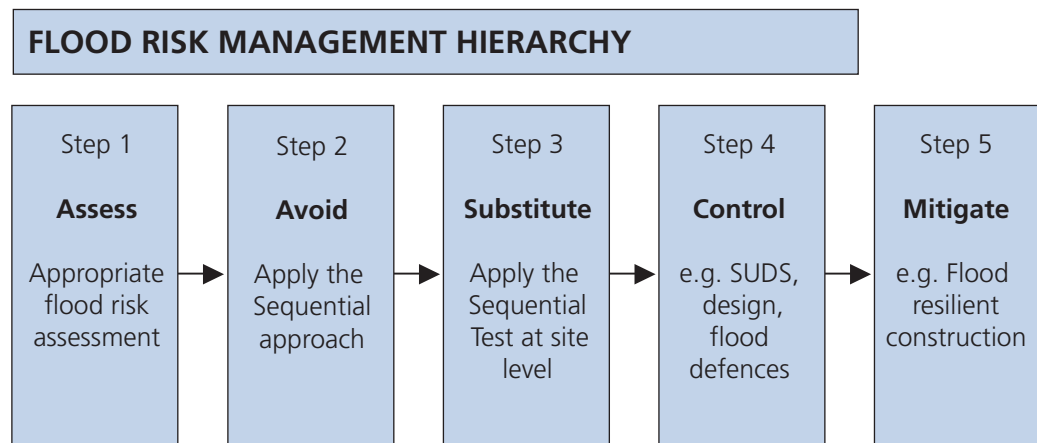 FLOOD RISK MANAGEMENT HIERARCHY
Step 1
Assess
Appropriate
flood risk
assessment
Step 2
Avoid
Apply the
Sequential
approach
Step 3
Substitute
Apply the
Sequential
Test at site
level
Step 4
Control
e.g. SUDS,
design,
flood
defences
Step 5
Mitigate
e.g. Flood
resilient
construction